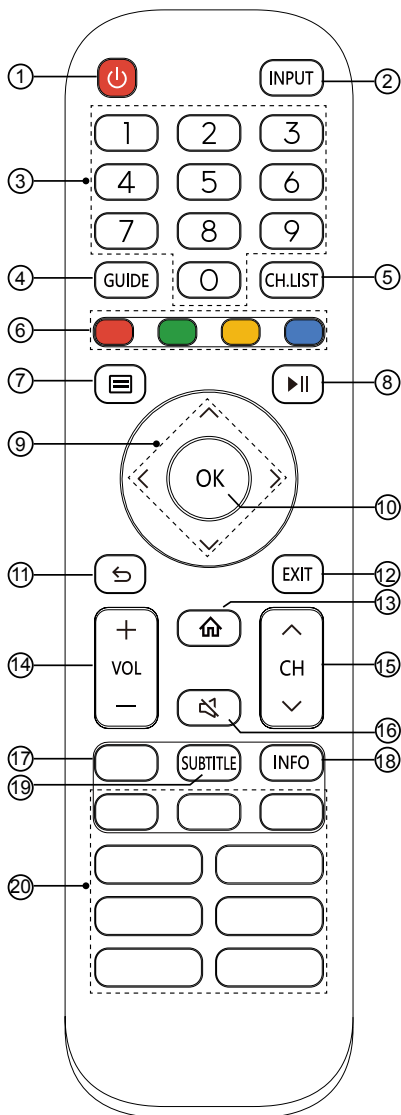 ① INPUT ②
1 2 3
③ 4 5 6
7 8 9
④ GUIDE 0 CH.LIST ⑤
⑥
⑦ ⑧
⑨
OK
⑩
⑪ EXIT ⑫
⑬
+
⑭ VOL CH ⑮
—
⑯
⑰ SUBTITLE INFO ⑱
⑲
⑳